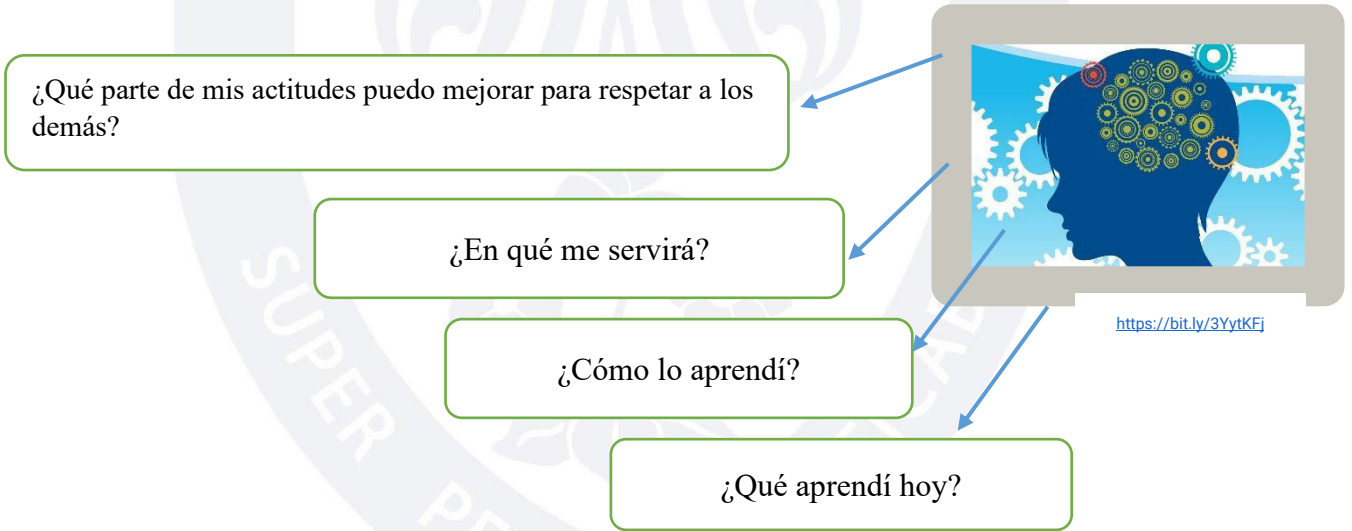 ¿Qué parte de mis actitudes puedo mejorar para respetar a los
demás?
¿En qué me servirá?
https://bit.ly/3YytKFj
¿Cómo lo aprendí?
¿Qué aprendí hoy?
SUPER